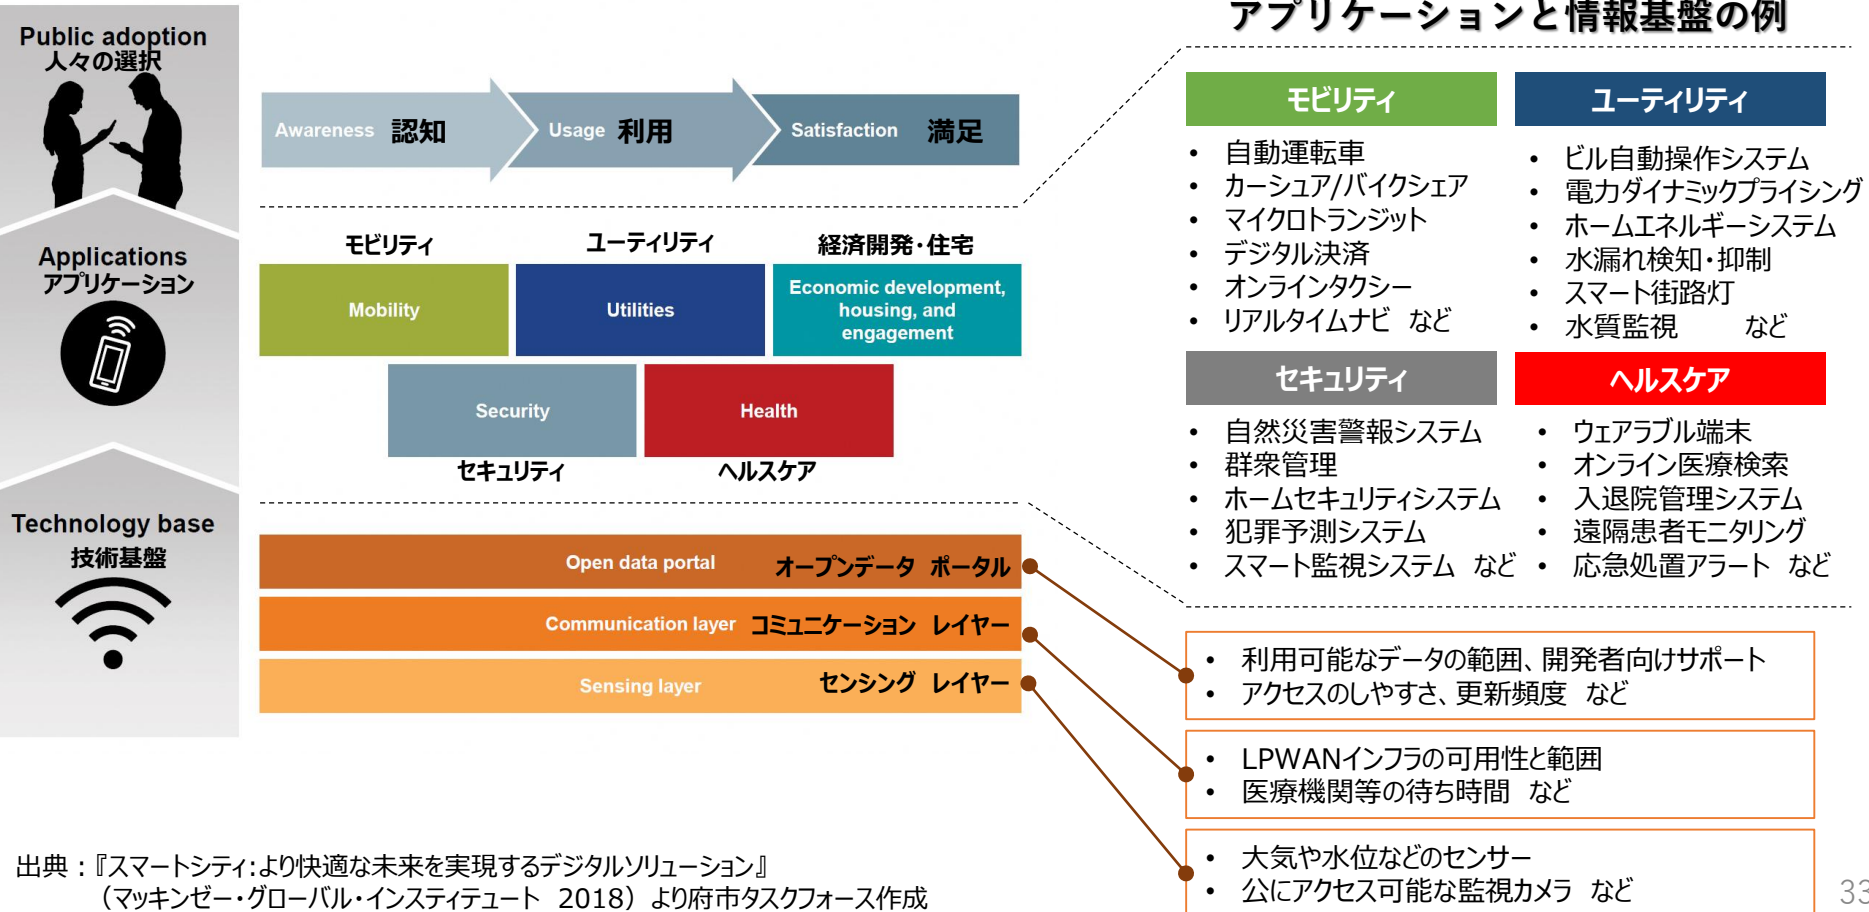 アプリケーションと情報基盤の例
Public adoption
人々の選択
Awareness 認知
Usage 利用
Satisfaction 満足
Applications
アプリケーション
モビリティ
ユーティリティ
経済開発・住宅
Mobility
Utilities
Economic development,
housing, and
engagement
Security
Health
セキュリティ
ヘルスケア
Technology base
技術基盤
Open data portal オープンデータ ポータル
Communication layer コミュニケーション レイヤー
Sensing layer センシング レイヤー
モビリティ
• 自動運転車
• カーシュア/バイクシェア
• マイクロトランジット
• デジタル決済
• オンラインタクシー
• リアルタイムナビ など
ユーティリティ
• ビル自動操作システム
• 電力ダイナミックプライシング
• ホームエネルギーシステム
• 水漏れ検知・抑制
• スマート街路灯
• 水質監視 など
セキュリティ
• 自然災害警報システム
• 群衆管理
• ホームセキュリティシステム
• 犯罪予測システム
• スマート監視システム など
ヘルスケア
• ウェアラブル端末
• オンライン医療検索
• 入退院管理システム
• 遠隔患者モニタリング
• 応急処置アラート など
• 利用可能なデータの範囲、開発者向けサポート
• アクセスのしやすさ、更新頻度 など
• LPWANインフラの可用性と範囲
• 医療機関等の待ち時間 など
• 大気や水位などのセンサー
• 公にアクセス可能な監視カメラ など
出典：『スマートシティ：より快適な未来を実現するデジタルソリューション』
（マッキンゼー・グローバル・インスティテュート 2018）より府市タスクフォース作成
33